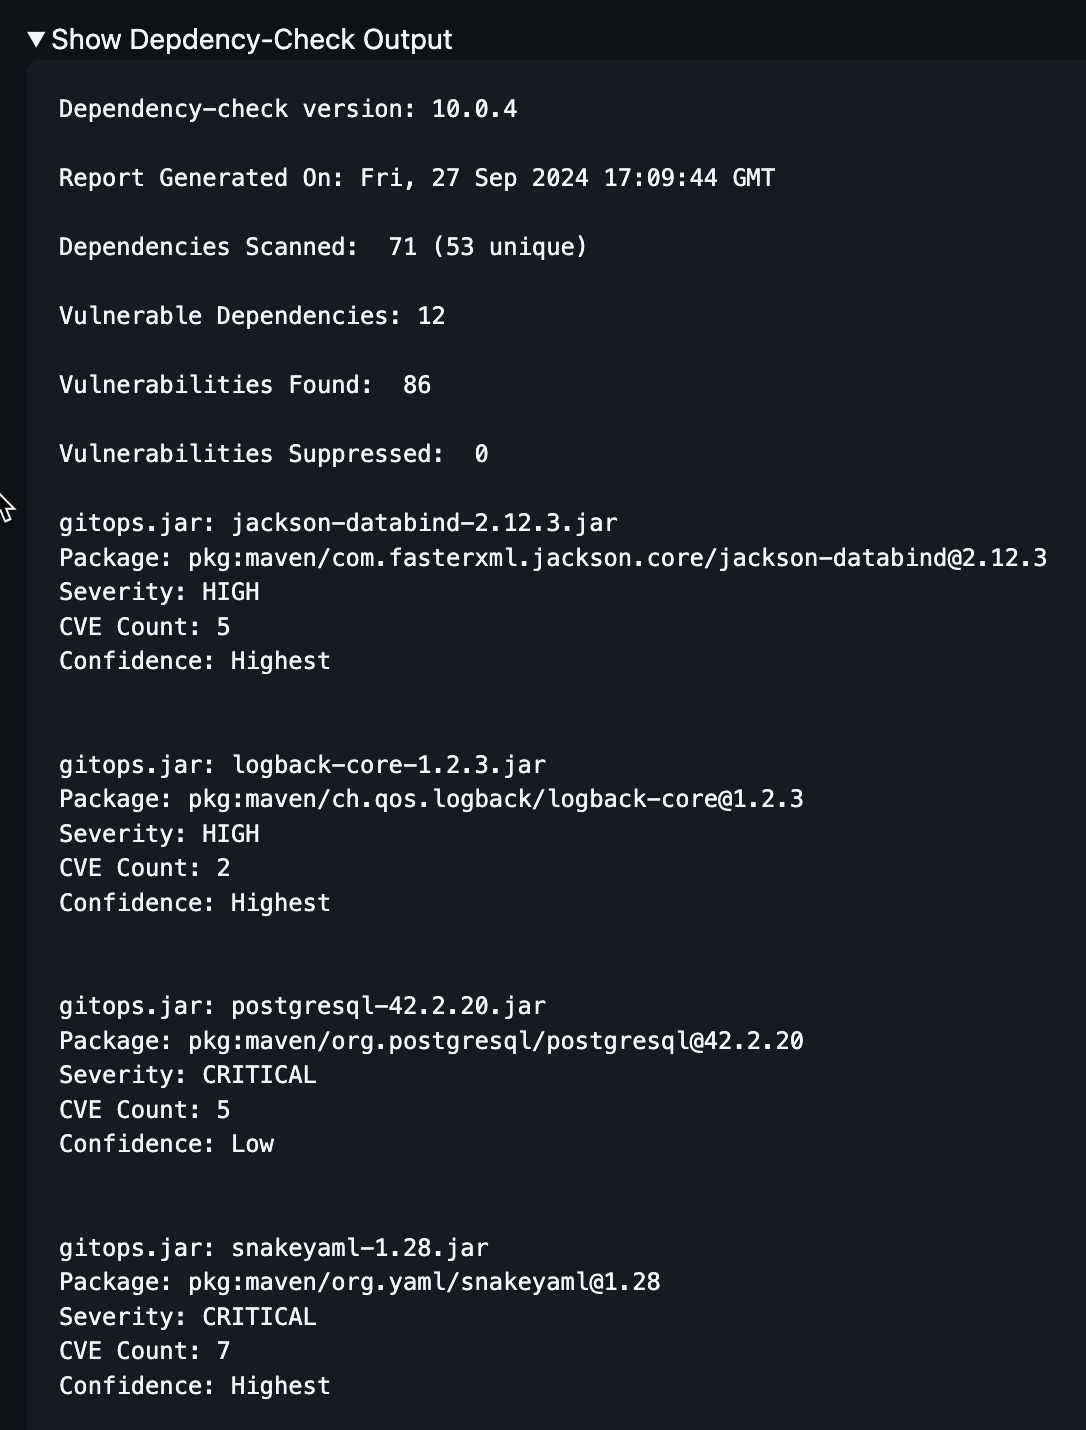 ▼ Show Depdency-Check Output
Dependency-check version: 10.0.4
Report Generated On: Fri, 27 Sep 2024 17:09:44 GMT
Dependencies Scanned:  71 (53 unique)
Vulnerable Dependencies: 12
Vulnerabilities Found:  86
Vulnerabilities Suppressed:  0
gitops.jar: jackson-databind-2.12.3.jar
Package: pkg:maven/com.fasterxml.jackson.core/jackson-databind@2.12.3
Severity: HIGH
CVE Count: 5
Confidence: Highest
gitops.jar: logback-core-1.2.3.jar
Package: pkg:maven/ch.qos.logback/logback-core@1.2.3
Severity: HIGH
CVE Count: 2
Confidence: Highest
gitops.jar: postgresql-42.2.20.jar
Package: pkg:maven/org.postgresql/postgresql@42.2.20
Severity: CRITICAL
CVE Count: 5
Confidence: Low
gitops.jar: snakeyaml-1.28.jar
Package: pkg:maven/org.yaml/snakeyaml@1.28
Severity: CRITICAL
CVE Count: 7
Confidence: Highest